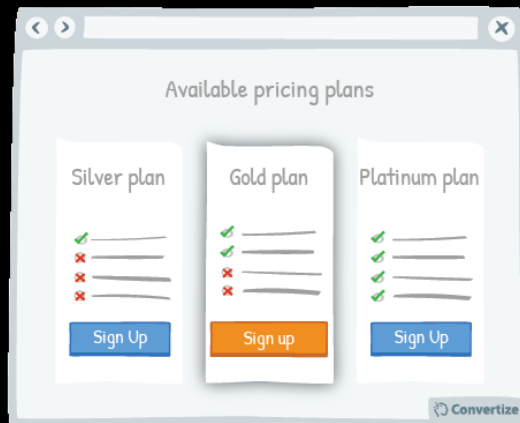 Available pricing plans
Silver plan
Gold plan
Platinum plan
Sign Up
Sign up
Sign Up
Convertize